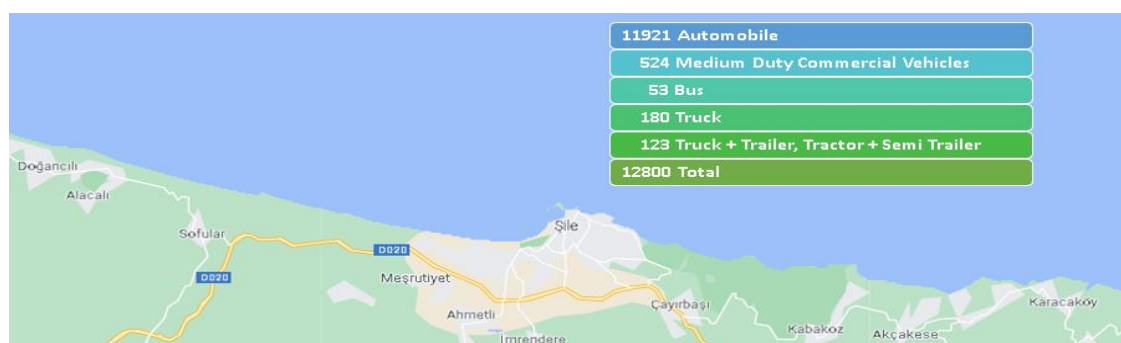 11921 Automobile
524 Medium Duty Commercial Vehicles
53 Bus
180 Truck
123 Truck + Trailer, Tractor + Semi Trailer
12800 Total
Doğancılı
Alacalı
Sofular
Şile
D020
D020
Meşrutiyet
Ahmetli
İmrendere
Çayırbaşı
Kabakoz
Akçakese
Karacaköy